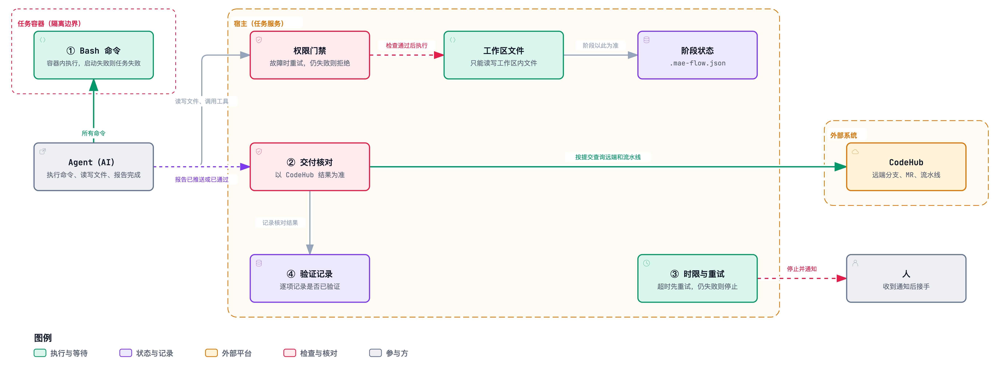 任务容器（隔离边界）
① Bash 命令
容器内执行，启动失败则任务失败
所有命令
Agent（AI）
执行命令、读写文件、报告完成
读写文件、调用工具
报告已推送或已通过
宿主（任务服务）
权限门禁
故障时重试，仍失败则拒绝
检查通过后执行
工作区文件
只能读写工作区内文件
阶段以此为准
阶段状态
.mae-flow.json
② 交付核对
以 CodeHub 结果为准
按提交查询远端和流水线
记录核对结果
④ 验证记录
逐项记录是否已验证
③ 时限与重试
超时先重试，仍失败则停止
停止并通知
外部系统
CodeHub
远端分支、MR、流水线
人
收到通知后接手
图例
执行与等待
状态与记录
外部平台
检查与核对
参与方